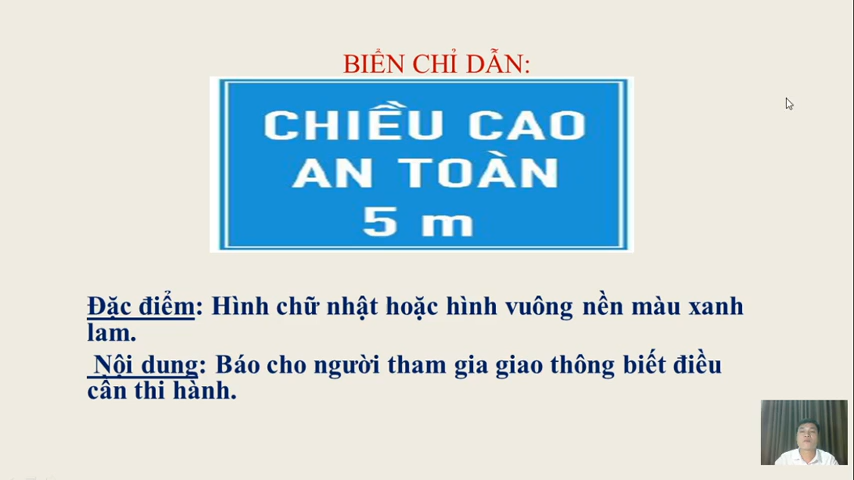 BIỂN CHỈ DẪN:
CHIỀU CAO
AN TOÀN
5 m
Đặc điểm: Hình chữ nhật hoặc hình vuông nền màu xanh
lam.
Nội dung: Báo cho người tham gia giao thông biết điều
cần thi hành.